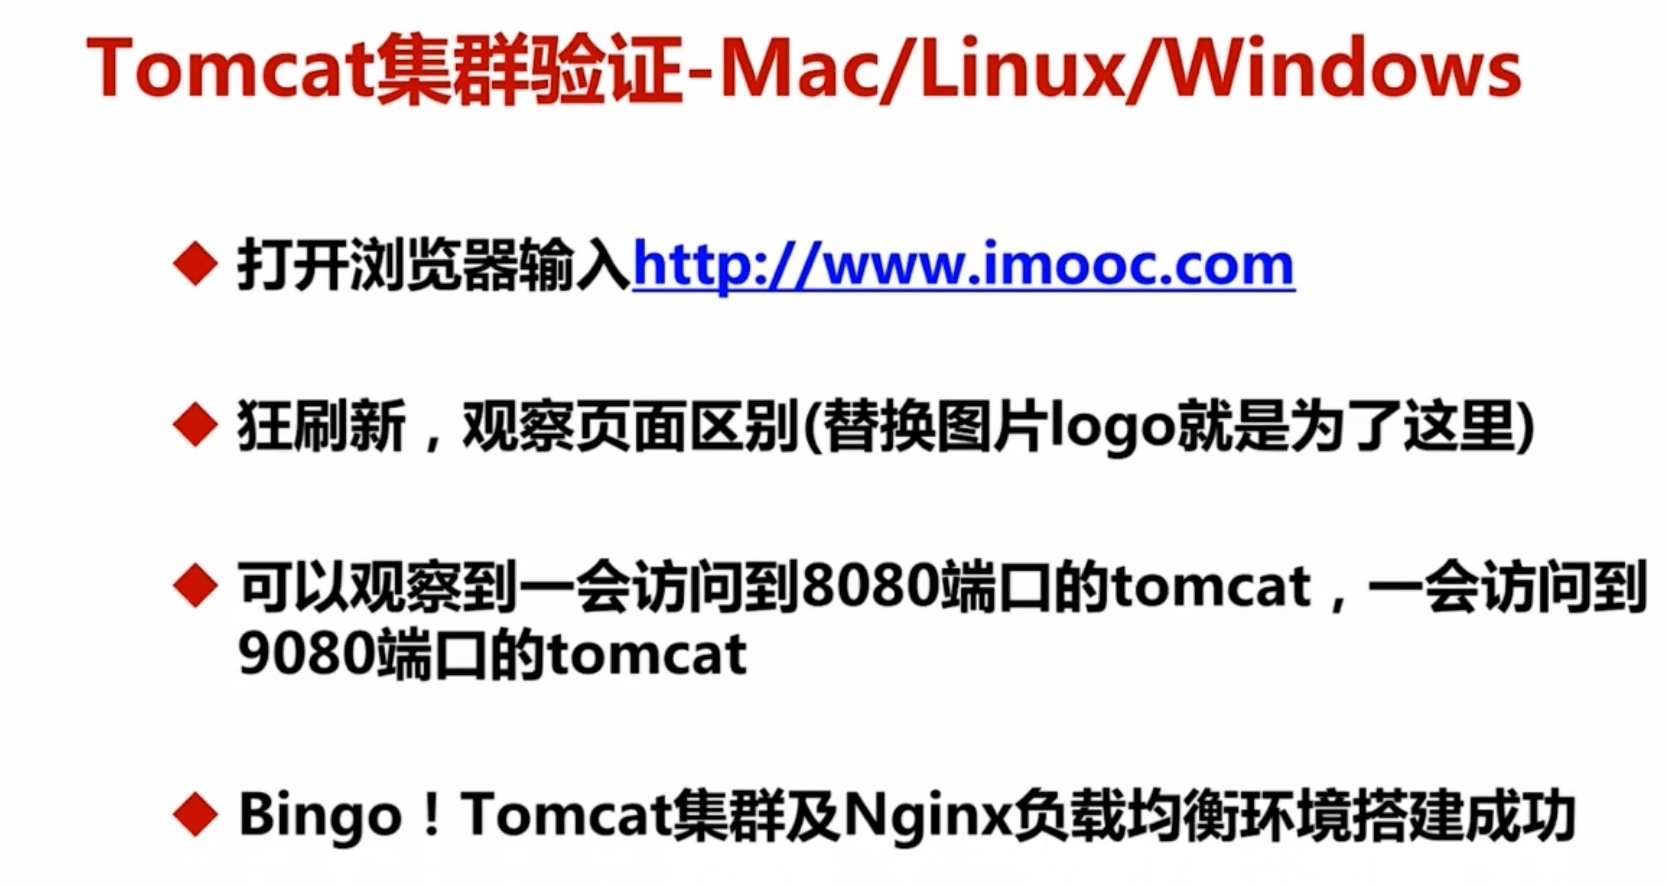 Tomcat集群验证-Mac/Linux/Windows
打开浏览器输入http://www.imooc.com
狂刷新，观察页面区别(替换图片logo就是为了这里)
可以观察到一会访问到8080端口的tomcat，一会访问到
9080端口的tomcat
Bingo！Tomcat集群及Nginx负载均衡环境搭建成功